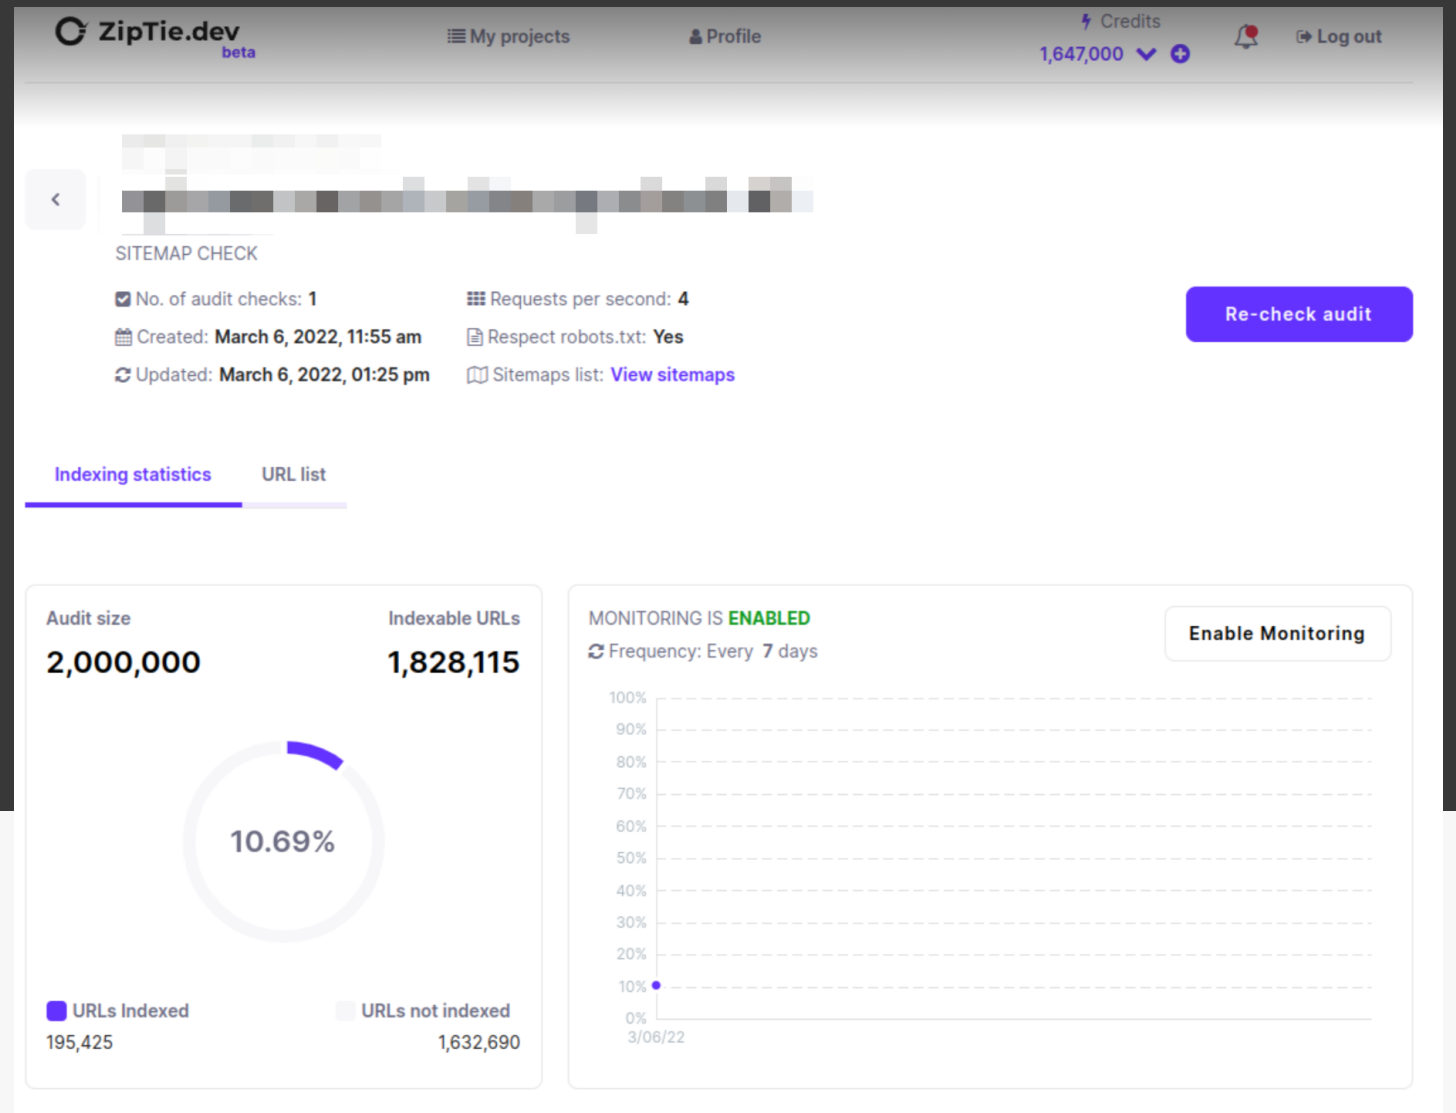 ZipTie.dev
beta
My projects
Profile
Credits
1,647,000
Log out
SITEMAP CHECK
No. of audit checks: 1
Requests per second: 4
Created: March 6, 2022, 11:55 am
Respect robots.txt: Yes
Updated: March 6, 2022, 01:25 pm
Sitemaps list: View sitemaps
Re-check audit
Indexing statistics
URL list
Audit size
Indexable URLs
2,000,000
1,828,115
10.69%
URLs Indexed
URLs not indexed
195,425
1,632,690
MONITORING IS ENABLED
Frequency: Every 7 days
Enable Monitoring
100%
90%
80%
70%
60%
50%
40%
30%
20%
10%
0%
3/06/22